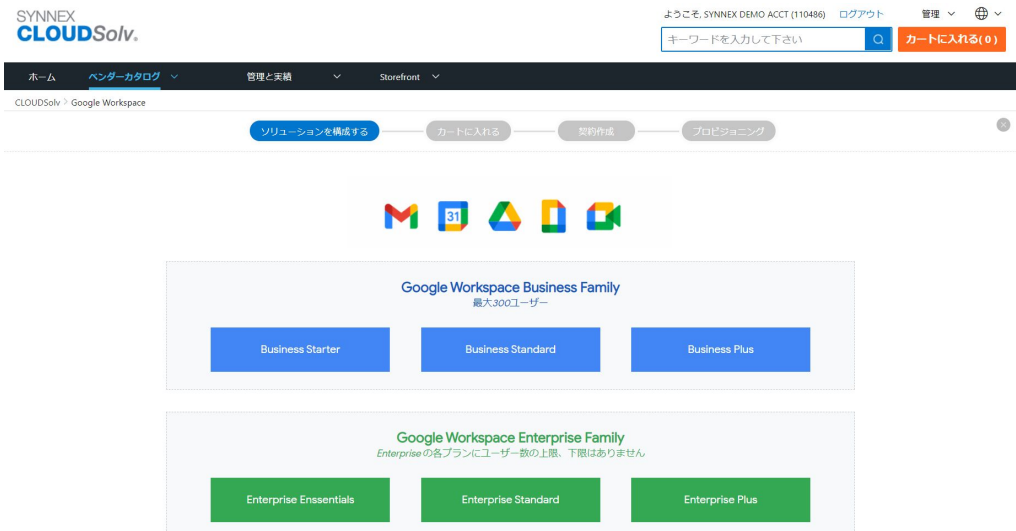 SYNNEX
CLOUDSolv.
ようこそ, SYNNEX DEMO ACCT (110486) ログアウト 管理
キーワードを入力して下さい カートに入れる( 0 )
ホーム ベンダーカタログ 管理と実績 Storefront
CLOUDSolv > Google Workspace
ソリューションを構成する カートに入れる 契約作成 プロビジョニング
31
Google Workspace Business Family
最大300ユーザー
Business Starter Business Standard Business Plus
Google Workspace Enterprise Family
Enterpriseの各プランにユーザー数の上限、下限はありません
Enterprise Enssentials Enterprise Standard Enterprise Plus